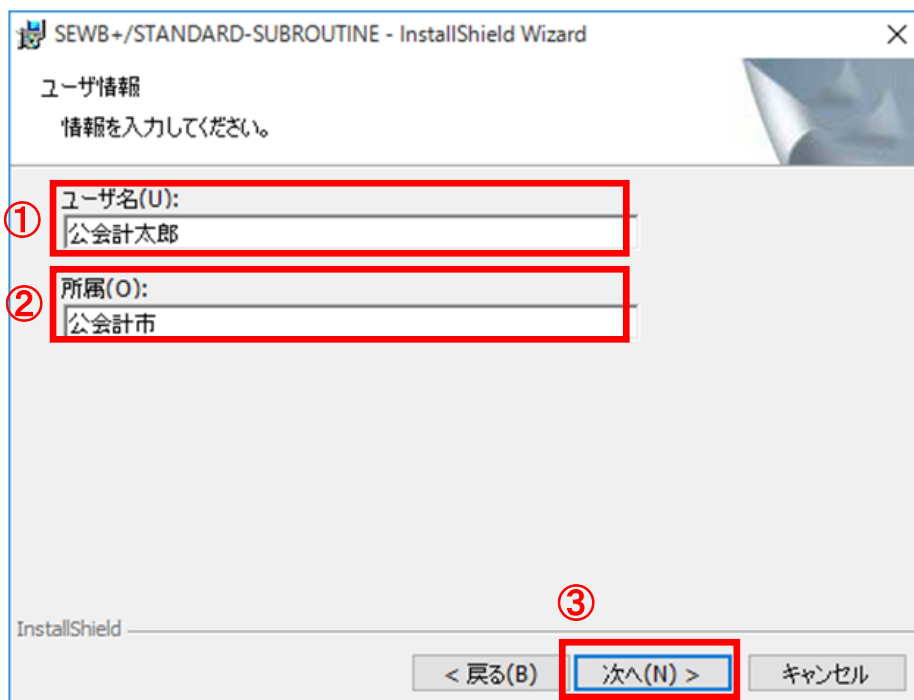 SEWB+/STANDARD-SUBROUTINE - InstallShield Wizard
ユーザ情報
情報を入力してください。
①
ユーザ名(U):
公会計太郎
②
所属(O):
公会計市
③
InstallShield
< 戻る(B)
次へ(N) >
キャンセル